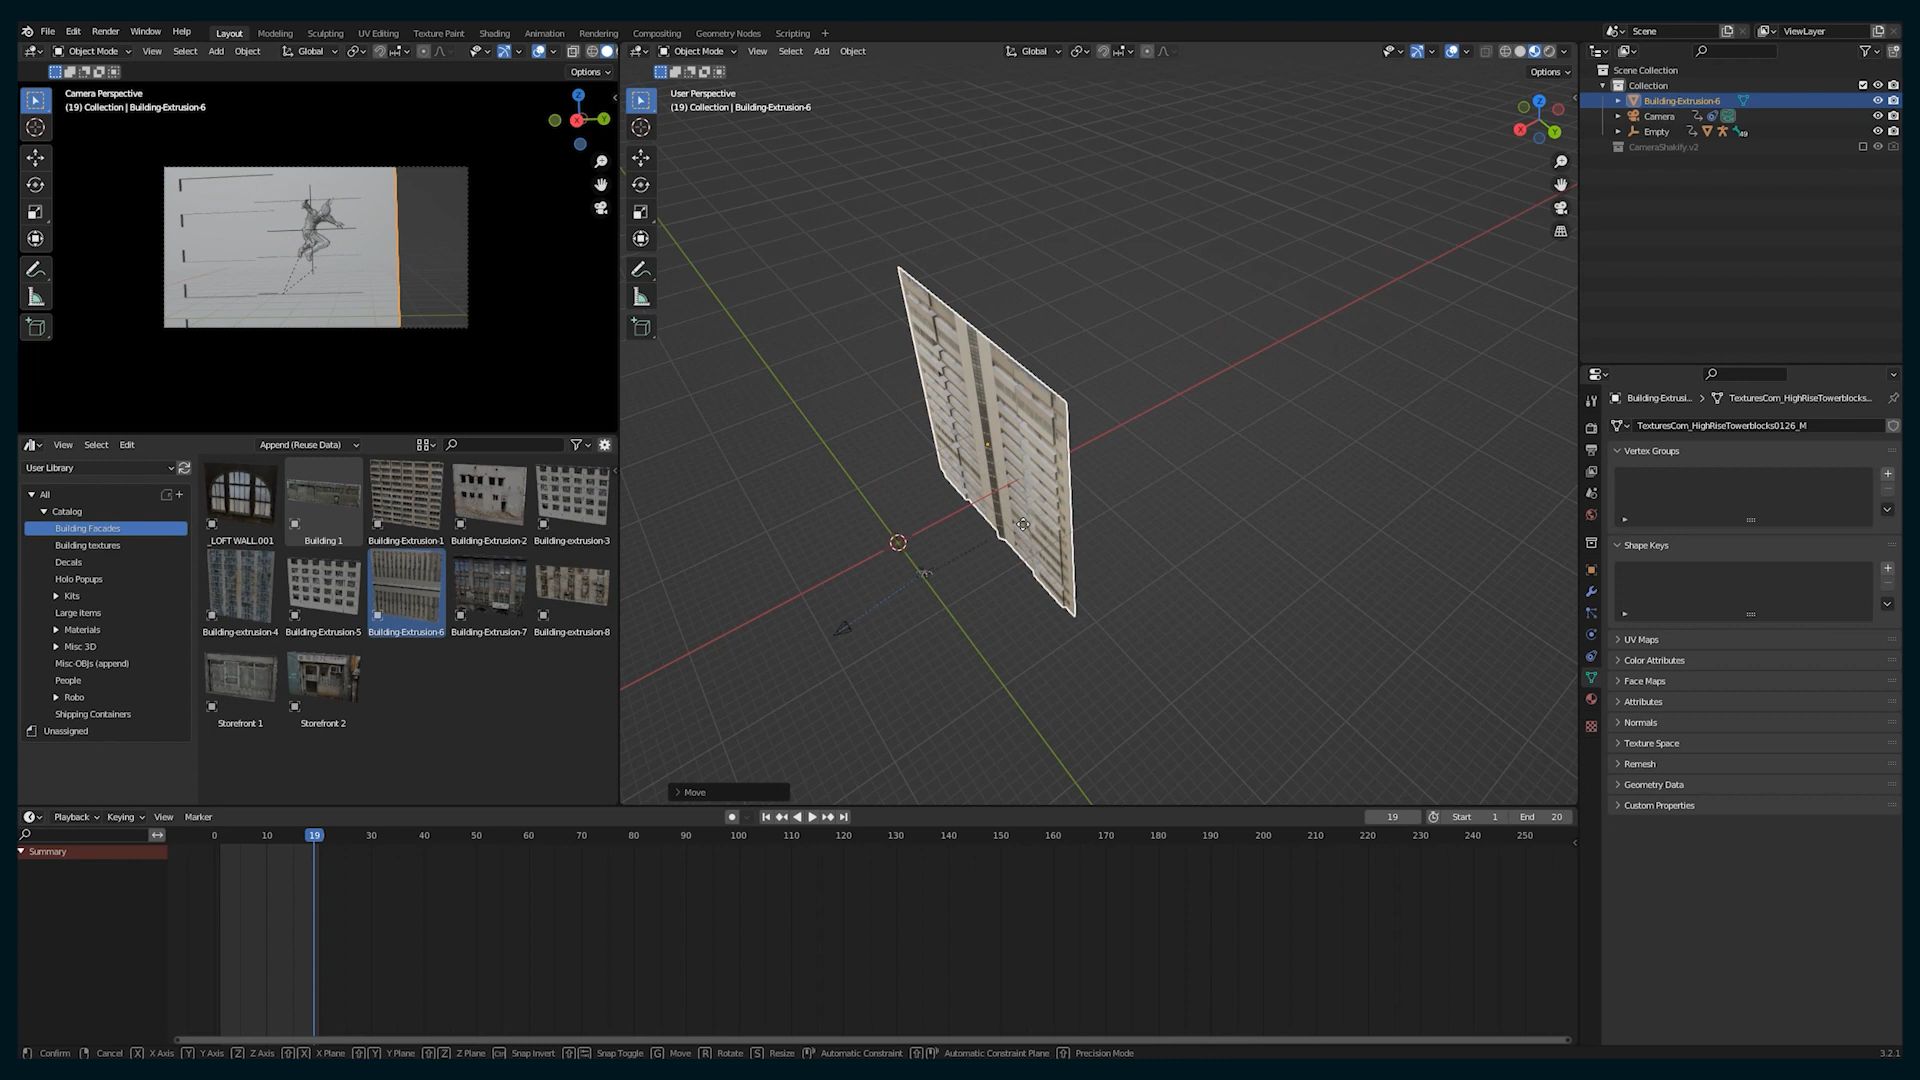 File Edit Render Window Help Layout Modeling Sculpting UV Editing Texture Paint Shading Animation Rendering Compositing Geometry Nodes Scripting + Scene ViewLayer
Object Mode View Select Add Object Global Object Mode View Select Add Object Global
Options Options
Camera Perspective
(19) Collection | Building-Extrusion-6
User Perspective
(19) Collection | Building-Extrusion-6
Z
X
Y
Z
X
Y
Scene Collection
Collection
Building-Extrusion-6
Camera
Empty 49
CameraShakify.v2
View Select Edit Append (Reuse Data)
User Library
All
Catalog
Building Facades
Building textures
Decals
Holo Popups
Kits
Large items
Materials
Misc 3D
Misc-OBJs (append)
People
Robo
Shipping Containers
Unassigned
_LOFT WALL.001 Building 1 Building-Extrusion-1 Building-Extrusion-2 Building-extrusion-3
Building-extrusion-4 Building-Extrusion-5 Building-Extrusion-6 Building-Extrusion-7 Building-extrusion-8
Storefront 1 Storefront 2
Building-Extrusi... > TexturesCom_HighRiseTowerblocks...
TexturesCom_HighRiseTowerblocks0126_M
Vertex Groups
Shape Keys
UV Maps
Color Attributes
Face Maps
Attributes
Normals
Texture Space
Remesh
Geometry Data
Custom Properties
> Move
Playback Keying View Marker 19 Start 1 End 20
0 10 19 30 40 50 60 70 80 90 100 110 120 130 140 150 160 170 180 190 200 210 220 230 240 250
Summary
Confirm Cancel X X Axis Y Y Axis Z Z Axis X X Plane Y Y Plane Z Z Plane Ctrl Snap Invert Snap Toggle G Move R Rotate S Resize Automatic Constraint Automatic Constraint Plane Precision Mode 3.2.1